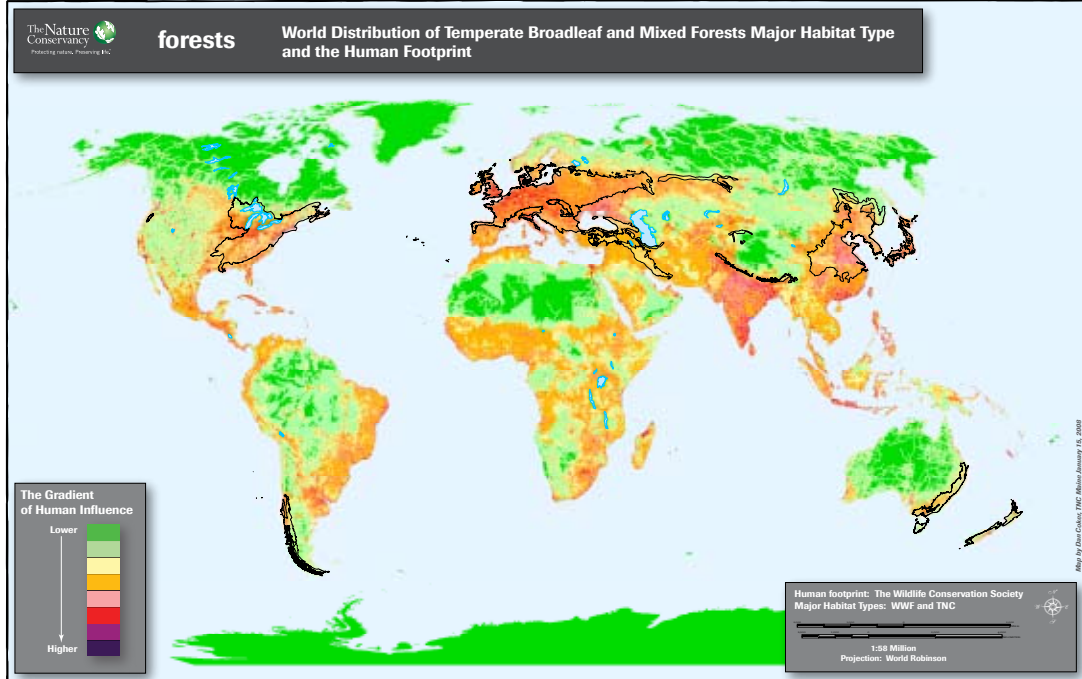 The Nature
Conservancy
Protecting nature. Preserving life.
forests
World Distribution of Temperate Broadleaf and Mixed Forests Major Habitat Type
and the Human Footprint
The Gradient
of Human Influence
Lower
Higher
Human footprint: The Wildlife Conservation Society
Major Habitat Types: WWF and TNC
1:58 Million
Projection: World Robinson
Map by Dan Coker, TNC Maine January 15, 2008